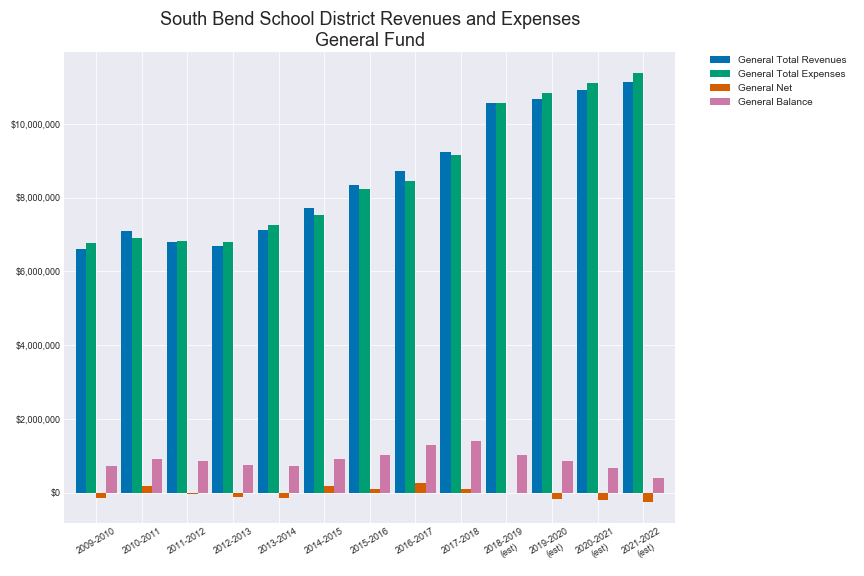 South Bend School District Revenues and Expenses
General Fund
General Total Revenues
General Total Expenses
General Net
General Balance
$10,000,000
$8,000,000
$6,000,000
$4,000,000
$2,000,000
$0
2009-2010
2010-2011
2011-2012
2012-2013
2013-2014
2014-2015
2015-2016
2016-2017
2017-2018
2018-2019
(est)
2019-2020
(est)
2020-2021
(est)
2021-2022
(est)